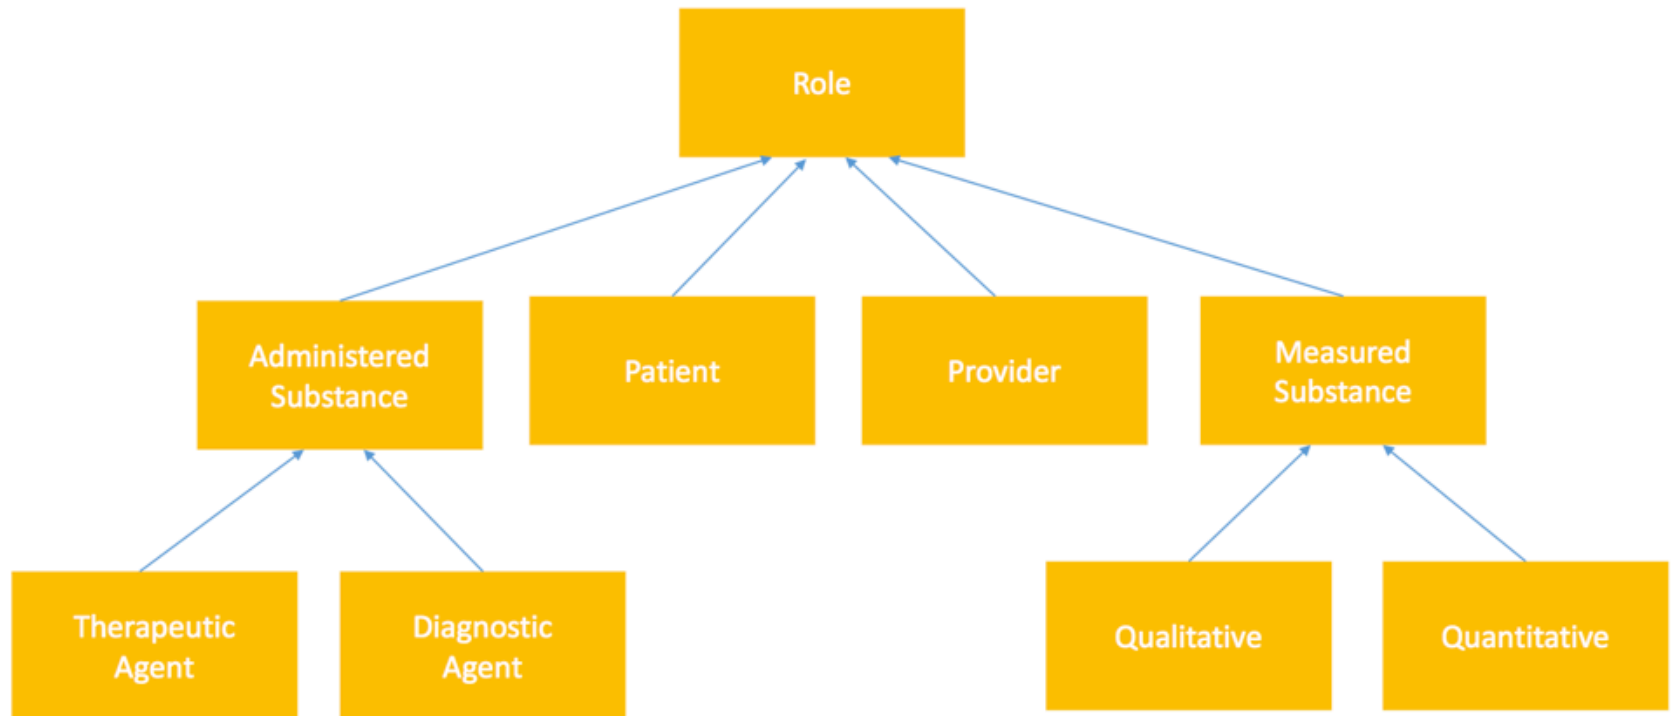 Role
Administered
Substance
Patient
Provider
Measured
Substance
Therapeutic
Agent
Diagnostic
Agent
Qualitative
Quantitative